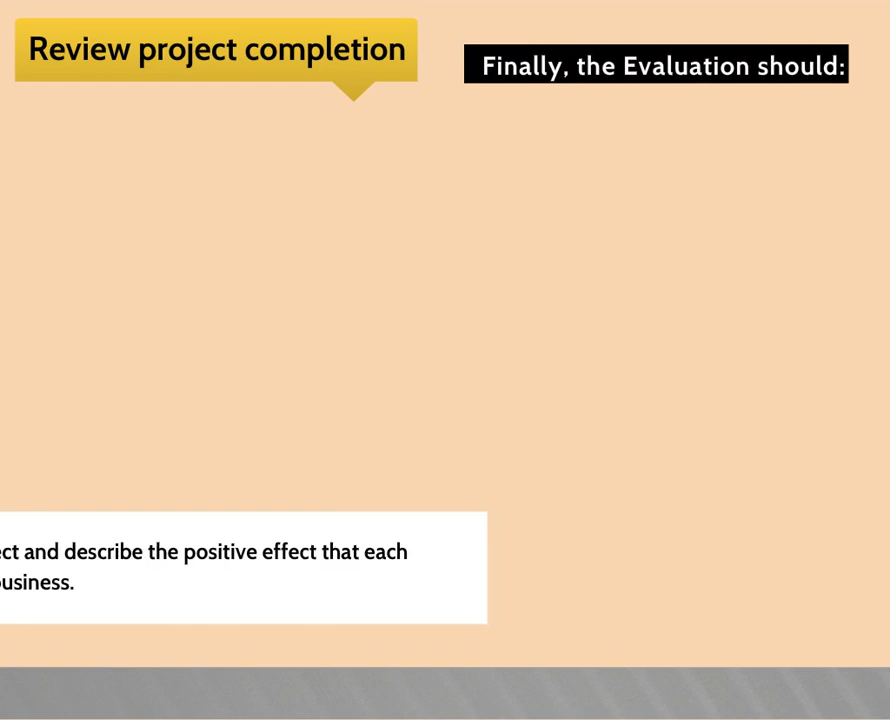 Review project completion
Finally, the Evaluation should:
and describe the positive effect that each